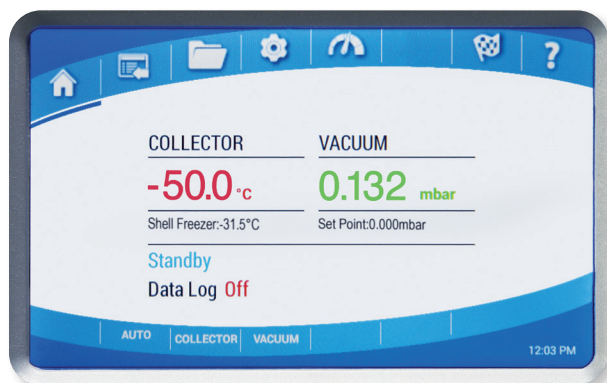 ?
COLLECTOR VACUUM
-50.0 °C 0.132 mbar
Shell Freezer:-31.5°C Set Point:0.000mbar
Standby
Data Log Off
AUTO COLLECTOR VACUUM
12:03 PM